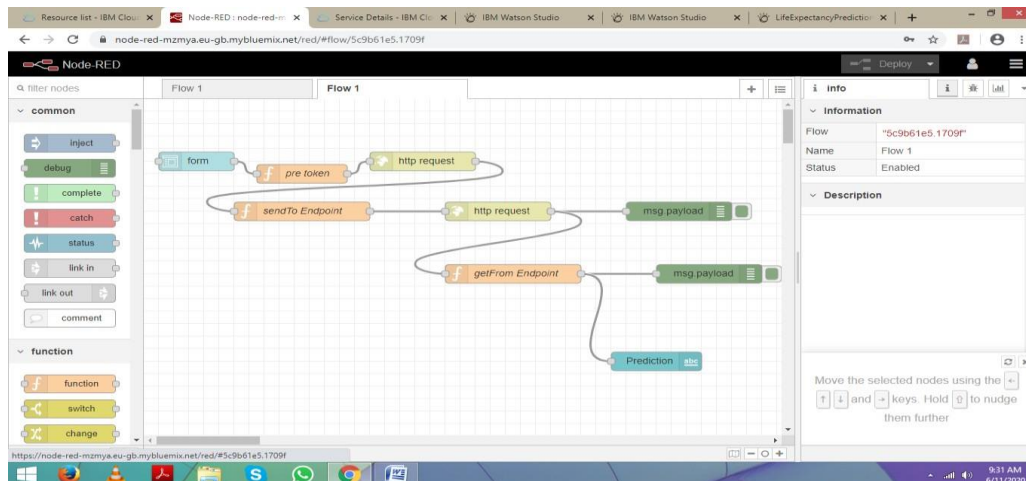 Resource list - IBM Clou
Node-RED : node-red-m
Service Details - IBM Cl
IBM Watson Studio
IBM Watson Studio
LifeExpectancyPrediction
node-red-mzmya.eu-gb.mybluemix.net/red/#flow/5c9b61e5.1709f
Node-RED
Deploy
filter nodes
Flow 1
Flow 1
i info
common
inject
debug
complete
catch
status
link in
link out
comment
function
function
switch
change
form
pre token
http request
sendTo Endpoint
http request
msg.payload
getFrom Endpoint
msg.payload
Prediction abc
Information
Flow "5c9b61e5.1709f"
Name Flow 1
Status Enabled
Description
Move the selected nodes using the ←
↑ ↓ and → keys. Hold ⇧ to nudge
them further
https://node-red-mzmya.eu-gb.mybluemix.net/red/#5c9b61e5.1709f
9:31 AM
6/11/2020